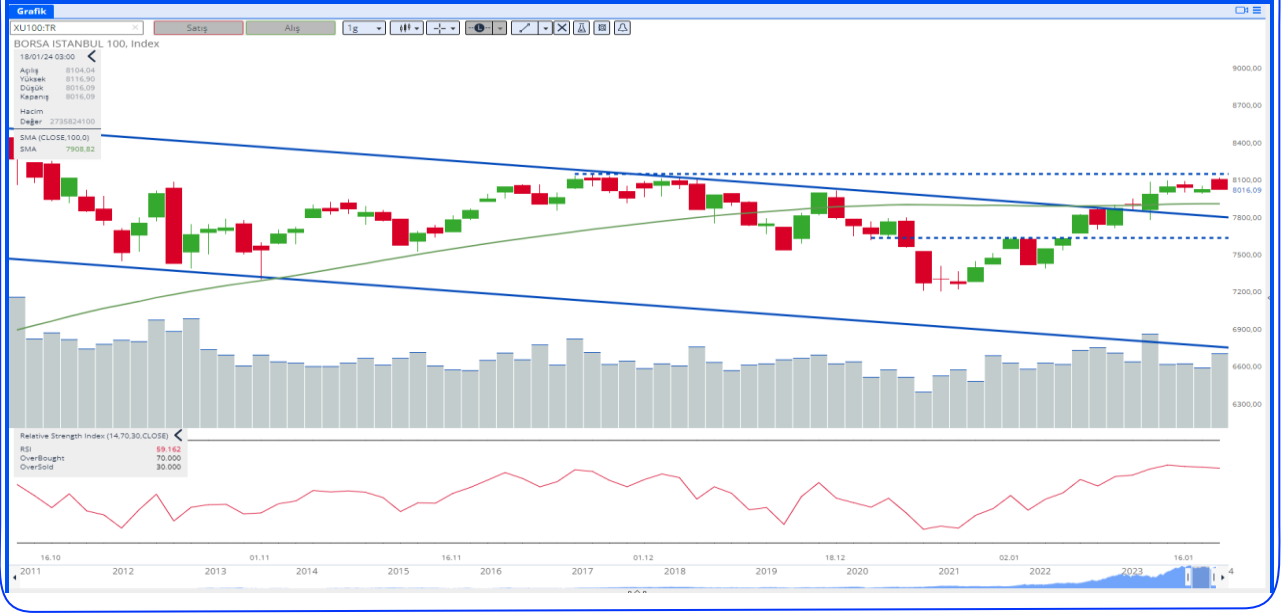 Grafik
XU100:TR
Satış
Alış
1g
L
BORSA ISTANBUL 100, Index
18/01/24 03:00
Açılış 8104,04
Yüksek 8116,90
Düşük 8016,09
Kapanış 8016,09
Hacim
Değer 2735824100
SMA (CLOSE,100,0)
SMA 7908.82
9000,00
8700,00
8400,00
8100,00
8016,09
7800,00
7500,00
7200,00
6900,00
6600,00
6300,00
Relative Strength Index (14,70,30,CLOSE)
RSI 59.162
OverBought 70.000
OverSold 30.000
16.10 01.11 16.11 01.12 18.12 02.01 16.01
2011 2012 2013 2014 2015 2016 2017 2018 2019 2020 2021 2022 2023 4